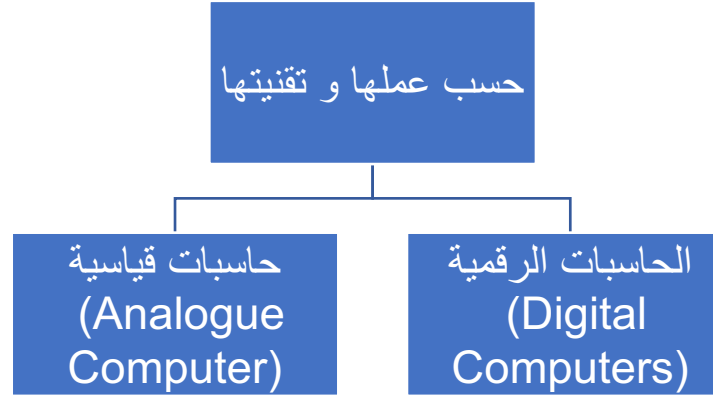 حسب عملها و تقنيتها
الحاسبات الرقمية
(Digital
Computers)
حاسبات قياسية
(Analogue
Computer)